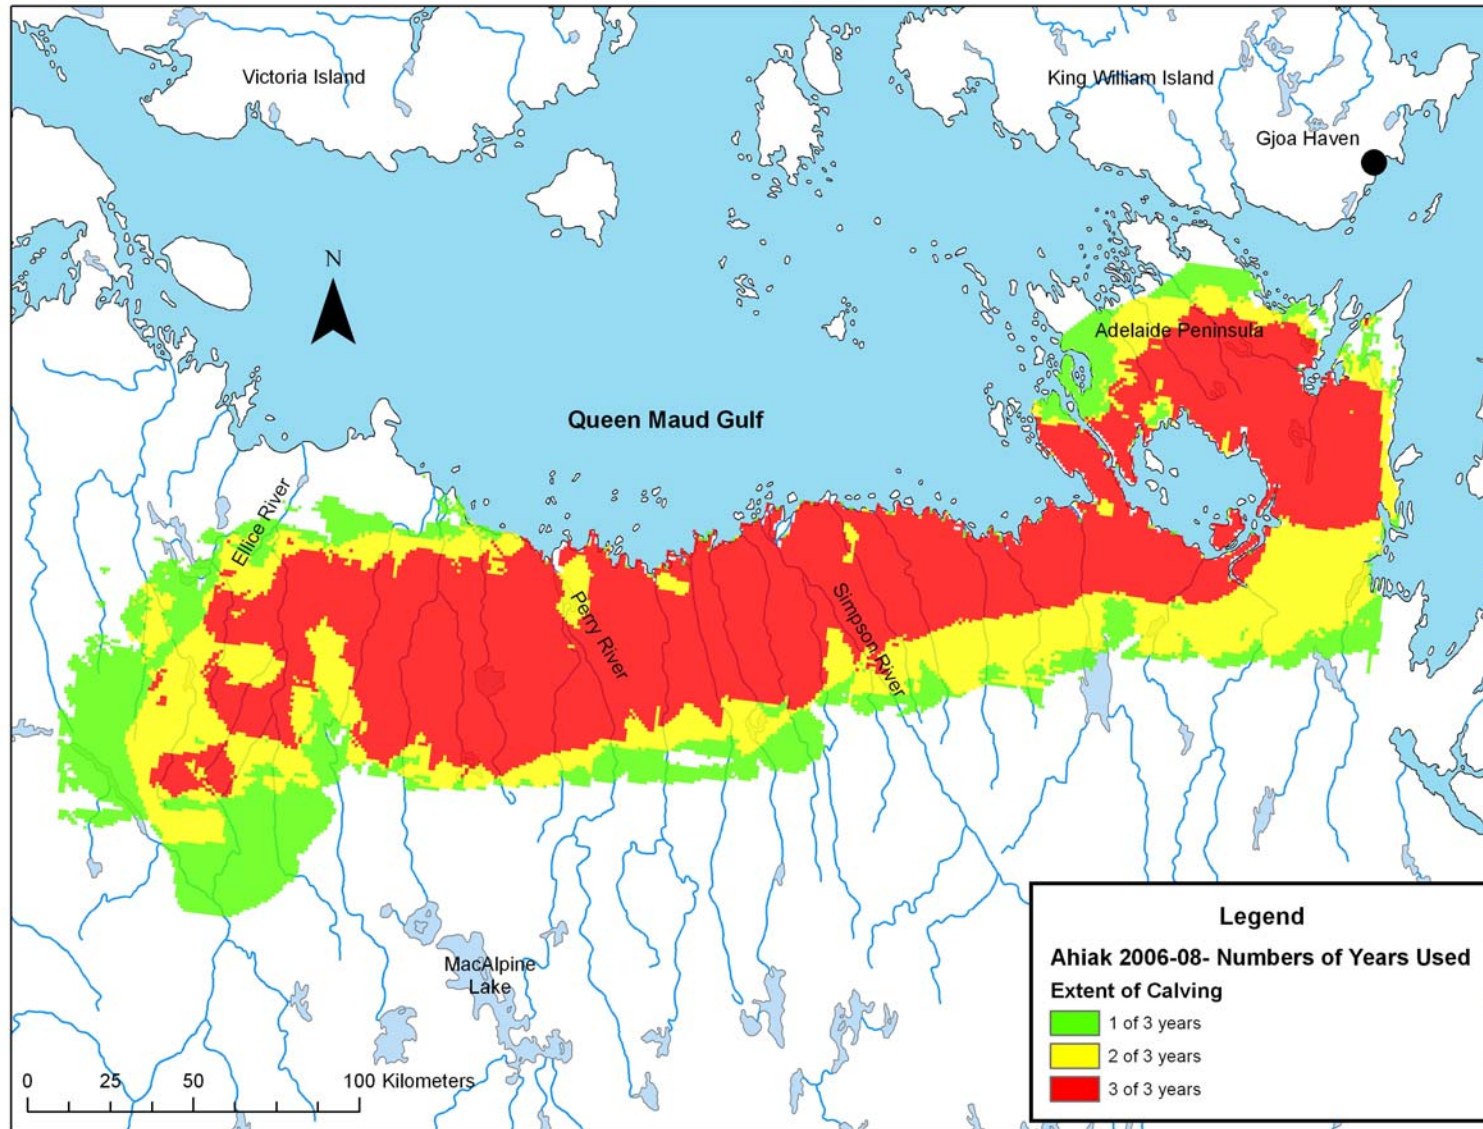 Victoria Island
King William Island
Gjoa Haven
N
Adelaide Peninsula
Queen Maud Gulf
Ellice River
Perry River
Simpson River
MacAlpine
Lake
0 25 50 100 Kilometers
Legend
Ahiak 2006-08- Numbers of Years Used
Extent of Calving
1 of 3 years
2 of 3 years
3 of 3 years